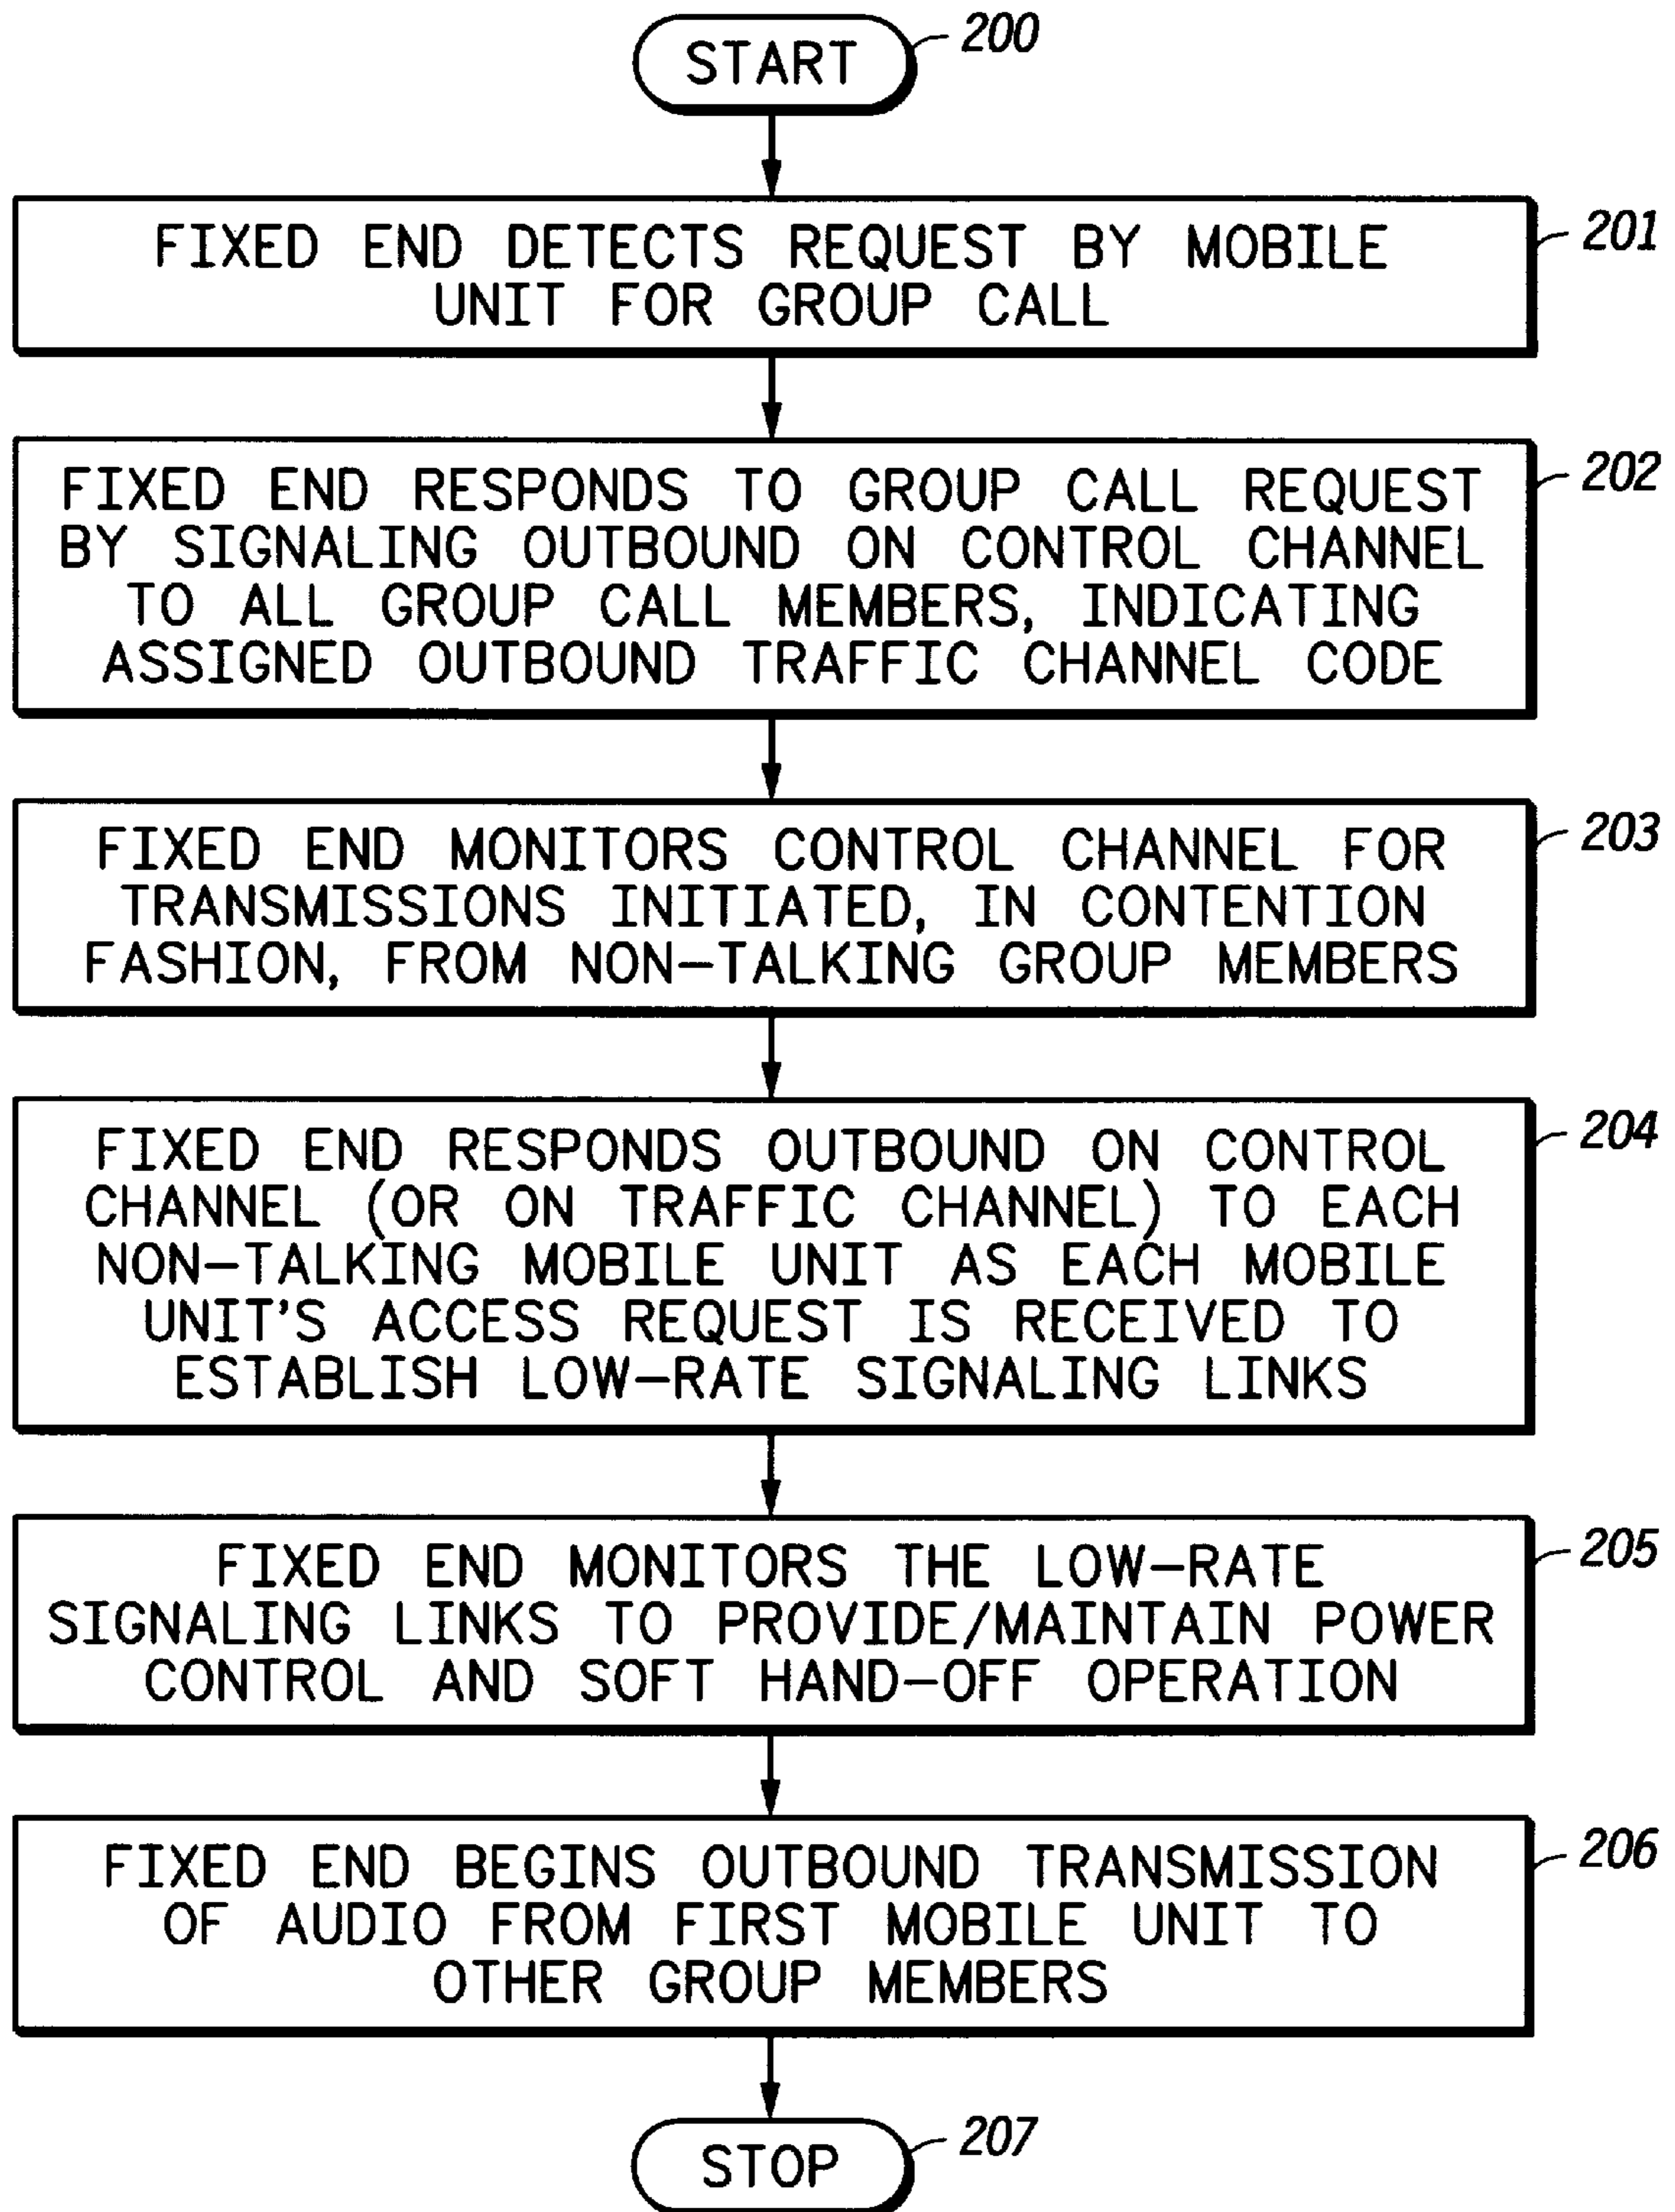 START
200
FIXED END DETECTS REQUEST BY MOBILE
UNIT FOR GROUP CALL
201
FIXED END RESPONDS TO GROUP CALL REQUEST
BY SIGNALING OUTBOUND ON CONTROL CHANNEL
TO ALL GROUP CALL MEMBERS, INDICATING
ASSIGNED OUTBOUND TRAFFIC CHANNEL CODE
202
FIXED END MONITORS CONTROL CHANNEL FOR
TRANSMISSIONS INITIATED, IN CONTENTION
FASHION, FROM NON-TALKING GROUP MEMBERS
203
FIXED END RESPONDS OUTBOUND ON CONTROL
CHANNEL (OR ON TRAFFIC CHANNEL) TO EACH
NON-TALKING MOBILE UNIT AS EACH MOBILE
UNIT'S ACCESS REQUEST IS RECEIVED TO
ESTABLISH LOW-RATE SIGNALING LINKS
204
FIXED END MONITORS THE LOW-RATE
SIGNALING LINKS TO PROVIDE/MAINTAIN POWER
CONTROL AND SOFT HAND-OFF OPERATION
205
FIXED END BEGINS OUTBOUND TRANSMISSION
OF AUDIO FROM FIRST MOBILE UNIT TO
OTHER GROUP MEMBERS
206
STOP
207